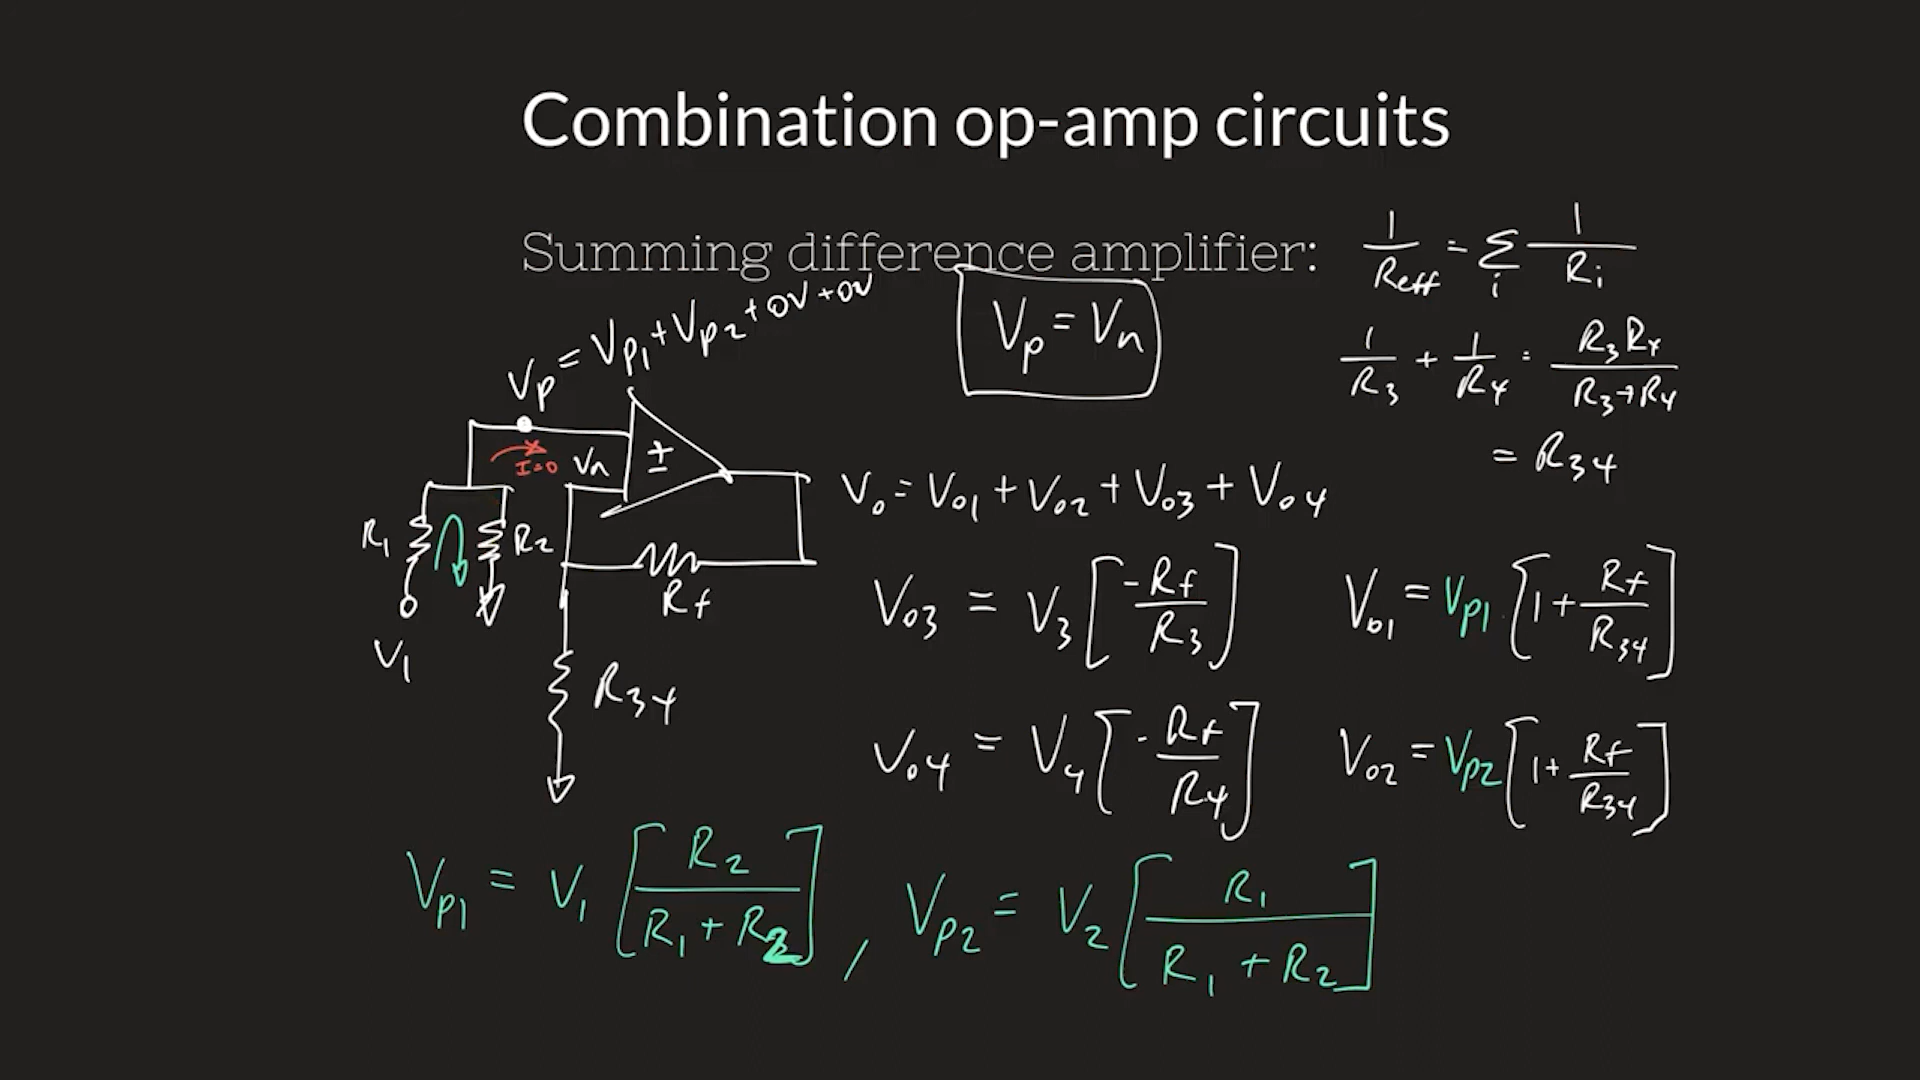 Combination op-amp circuits
Summing difference amplifier:
1/Reff = Σi 1/Ri
Vp = Vp1 + Vp2 + 0V + 0V
Vp = Vn
1/R3 + 1/R4 = R3R4/(R3+R4)
= R34
I=0
Vn
±
R1
R2
Rf
V1
R34
Vo = Vo1 + Vo2 + Vo3 + Vo4
Vo3 = V3 [-Rf/R3]
Vo1 = Vp1 [1 + Rf/R34]
Vo4 = V4 [-Rf/R4]
Vo2 = Vp2 [1 + Rf/R34]
Vp1 = V1 [R2/(R1 + R2)] , Vp2 = V2 [R1/(R1 + R2)]